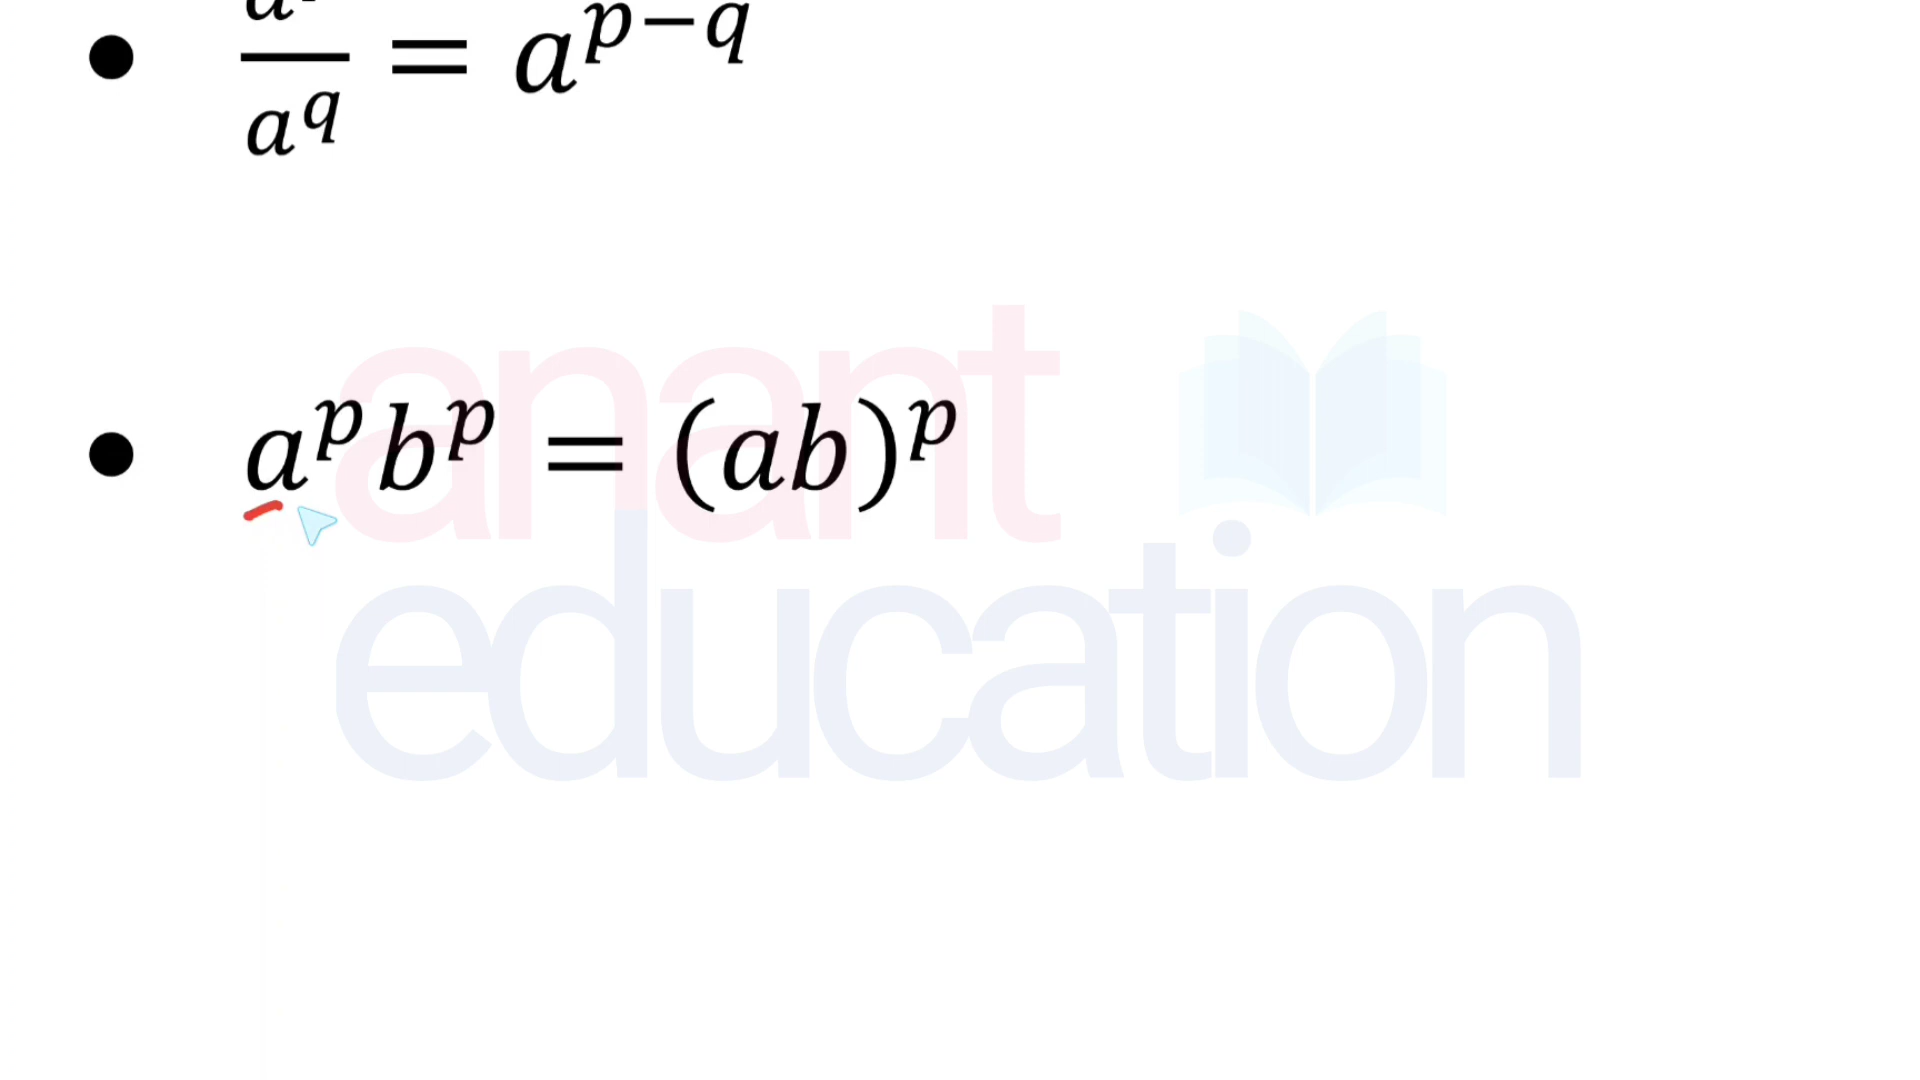 • a^p/a^q = a^{p−q}
• a^p b^p = (ab)^p
anant
education